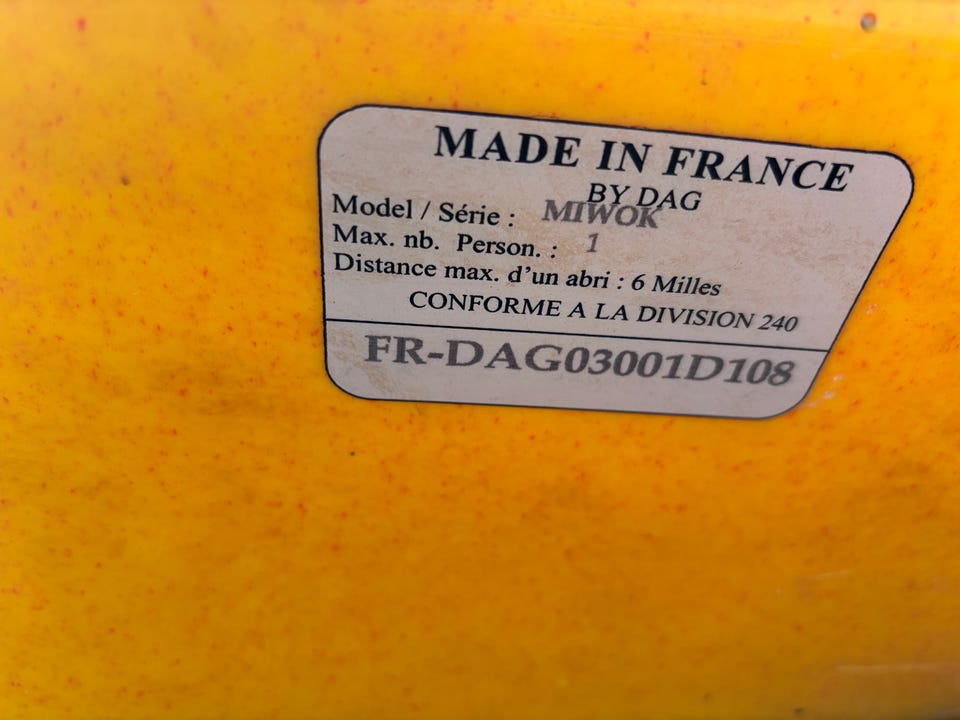 MADE IN FRANCE
BY DAG
Model / Série : MIWOK
Max. nb. Person. : 1
Distance max. d'un abri : 6 Milles
CONFORME A LA DIVISION 240
FR-DAG03001D108